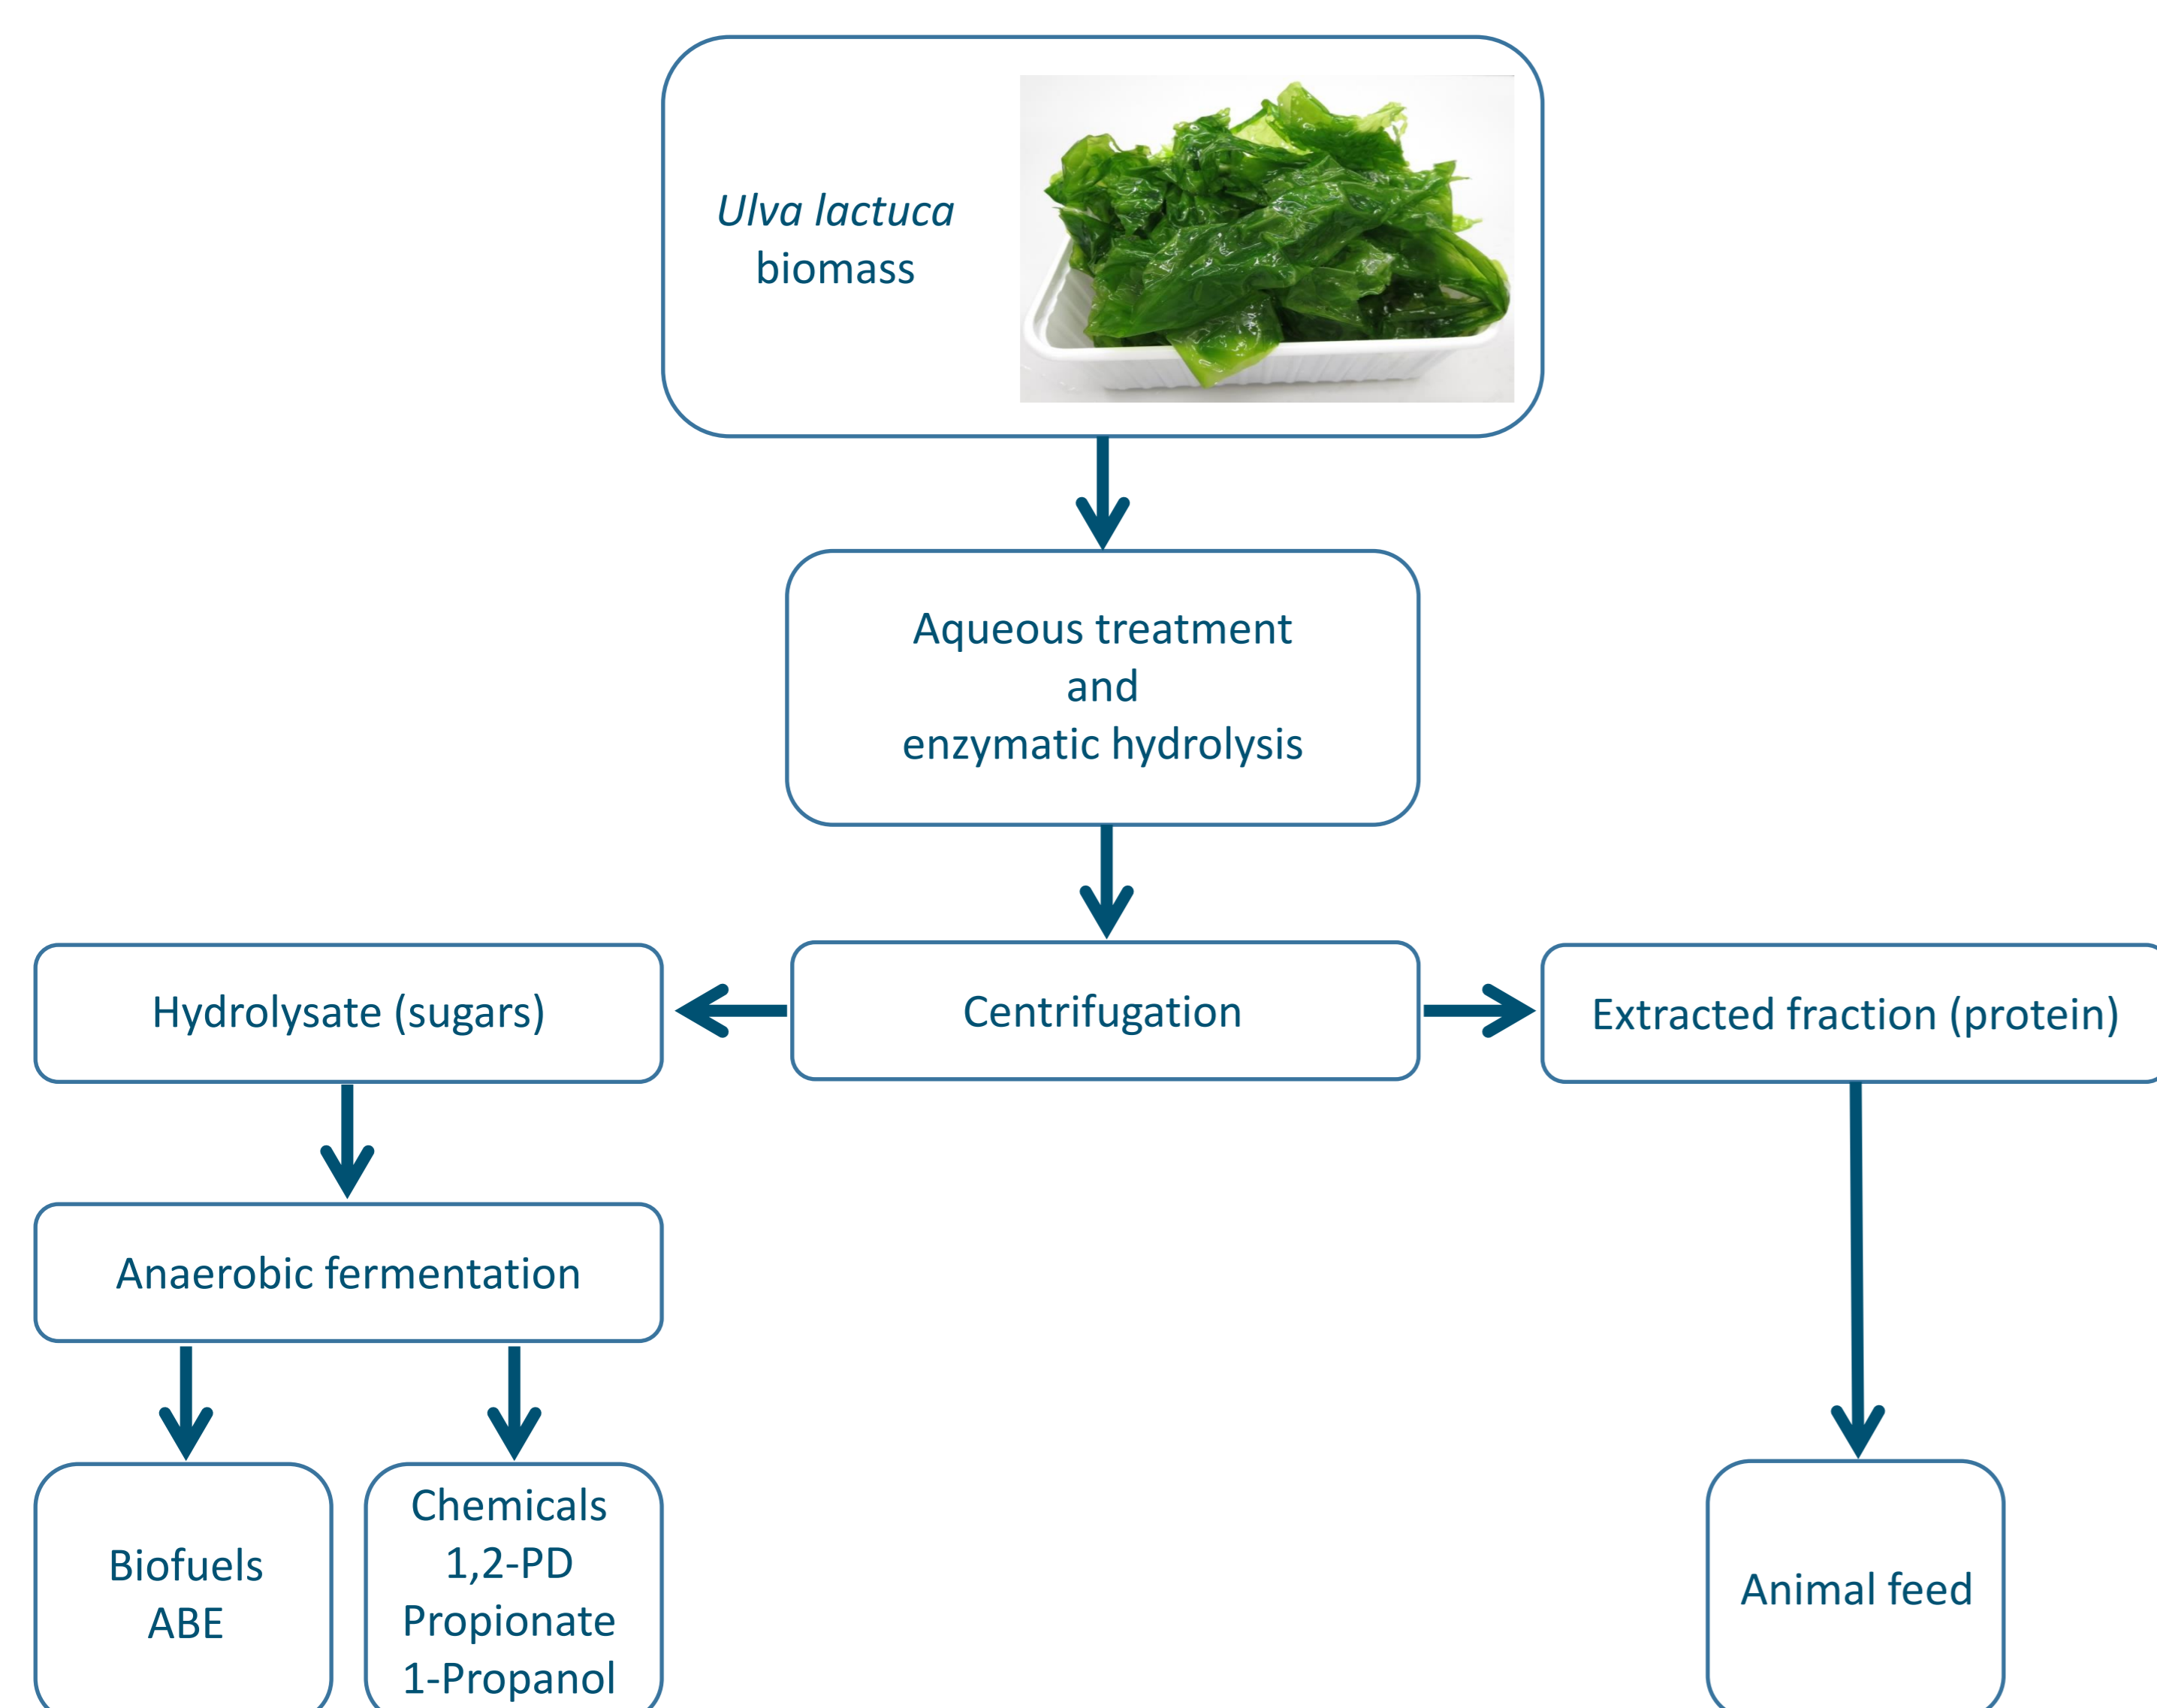 Ulva lactuca
biomass
Aqueous treatment
and
enzymatic hydrolysis
Hydrolysate (sugars)
Centrifugation
Extracted fraction (protein)
Anaerobic fermentation
Biofuels
ABE
Chemicals
1,2-PD
Propionate
1-Propanol
Animal feed